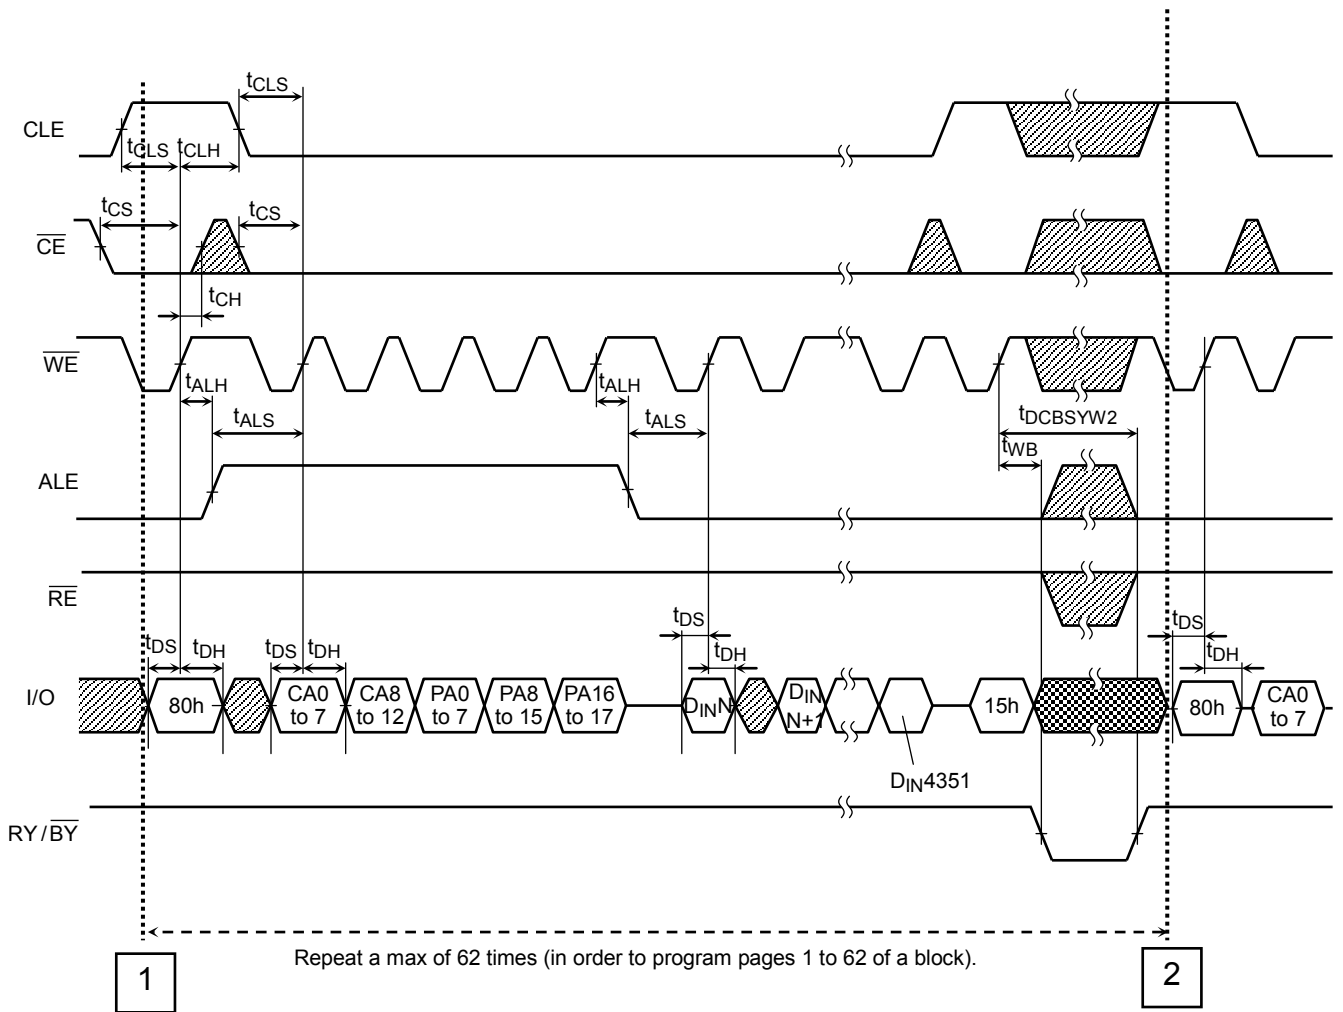 tCLS
CLE
tCLS tCLH
tCS
tCS
CE
tCH
WE
tALH
tALH
tALS
tALS
tDCBSYW2
tWB
ALE
RE
tDS
tDH
tDS
tDH
tDS
tDH
tDS
tDH
I/O
80h
CA0
to 7
CA8
to 12
PA0
to 7
PA8
to 15
PA16
to 17
DINN
DIN
N+1
15h
80h
CA0
to 7
DIN4351
RY/BY
1
Repeat a max of 62 times (in order to program pages 1 to 62 of a block).
2